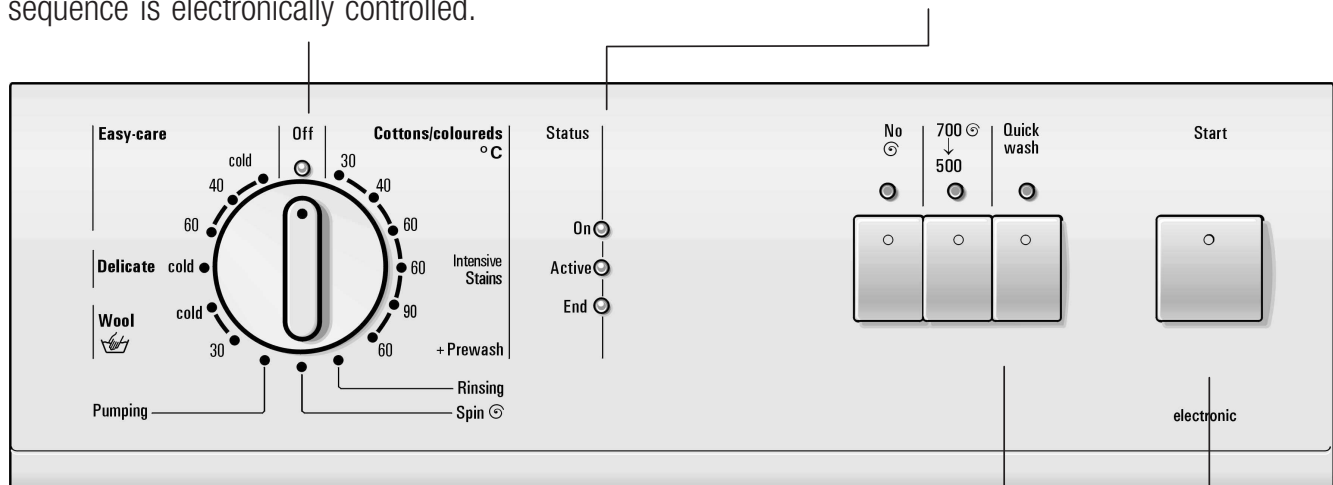 sequence is electronically controlled.
Easy-care
cold
40
60
Delicate cold
Wool
cold
30
Pumping
Off
Cottons/coloureds
°C
30
40
60
60 Intensive
Stains
90
60 +Prewash
Rinsing
Spin
Status
On
Active
End
No
700
↓
500
Quick
wash
Start
electronic